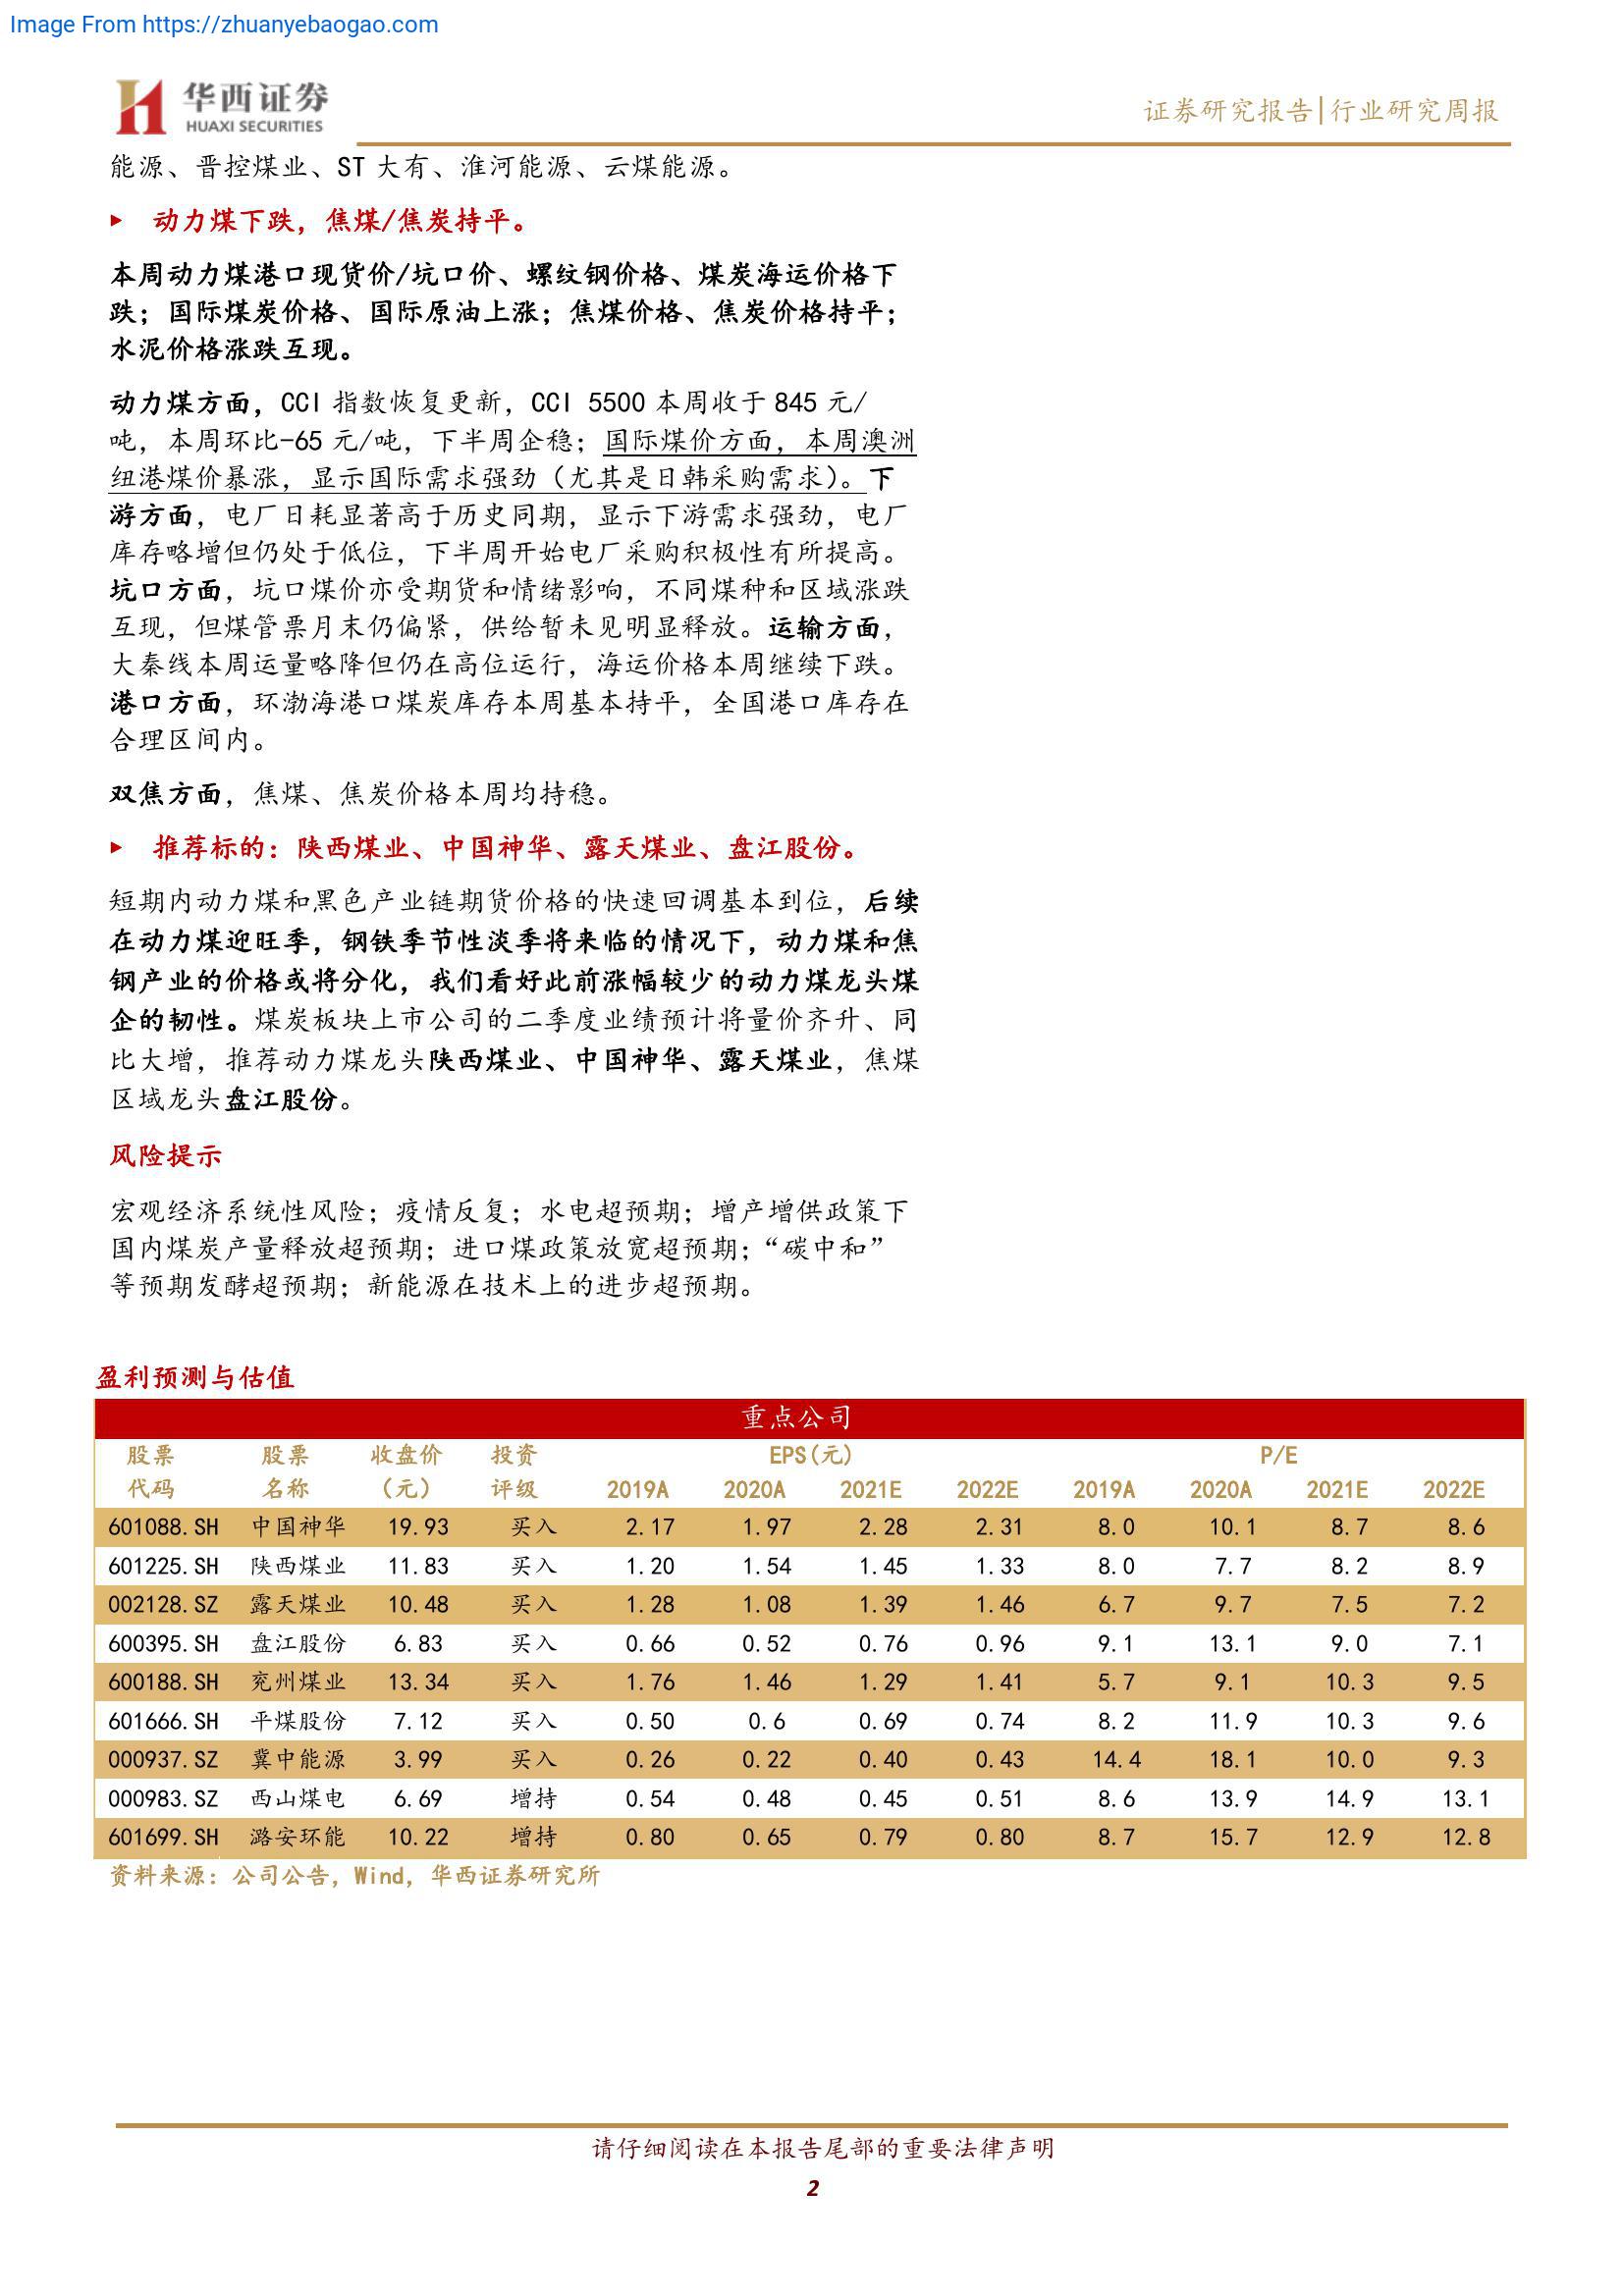 Image From https://zhuanyebaogao.com
华西证券
HUAXI SECURITIES
证券研究报告|行业研究周报
能源、晋控煤业、ST 大有、淮河能源、云煤能源。
▶ 动力煤下跌，焦煤/焦炭持平。
本周动力煤港口现货价/坑口价、螺纹钢价格、煤炭海运价格下
跌；国际煤炭价格、国际原油上涨；焦煤价格、焦炭价格持平；
水泥价格涨跌互现。
动力煤方面，CCI 指数恢复更新，CCI 5500 本周收于 845 元/
吨，本周环比-65 元/吨，下半周企稳；国际煤价方面，本周澳洲
纽港煤价暴涨，显示国际需求强劲（尤其是日韩采购需求）。下
游方面，电厂日耗显著高于历史同期，显示下游需求强劲，电厂
库存略增但仍处于低位，下半周开始电厂采购积极性有所提高。
坑口方面，坑口煤价亦受期货和情绪影响，不同煤种和区域涨跌
互现，但煤管票月末仍偏紧，供给暂未见明显释放。运输方面，
大秦线本周运量略降但仍在高位运行，海运价格本周继续下跌。
港口方面，环渤海港口煤炭库存本周基本持平，全国港口库存在
合理区间内。
双焦方面，焦煤、焦炭价格本周均持稳。
▶ 推荐标的：陕西煤业、中国神华、露天煤业、盘江股份。
短期内动力煤和黑色产业链期货价格的快速回调基本到位，后续
在动力煤迎旺季，钢铁季节性淡季将来临的情况下，动力煤和焦
钢产业的价格或将分化，我们看好此前涨幅较少的动力煤龙头煤
企的韧性。煤炭板块上市公司的二季度业绩预计将量价齐升、同
比大增，推荐动力煤龙头陕西煤业、中国神华、露天煤业，焦煤
区域龙头盘江股份。
风险提示
宏观经济系统性风险；疫情反复；水电超预期；增产增供政策下
国内煤炭产量释放超预期；进口煤政策放宽超预期；“碳中和”
等预期发酵超预期；新能源在技术上的进步超预期。
盈利预测与估值
重点公司
股票 股票 收盘价 投资 EPS(元) P/E
代码 名称 （元） 评级 2019A 2020A 2021E 2022E 2019A 2020A 2021E 2022E
601088.SH 中国神华 19.93 买入 2.17 1.97 2.28 2.31 8.0 10.1 8.7 8.6
601225.SH 陕西煤业 11.83 买入 1.20 1.54 1.45 1.33 8.0 7.7 8.2 8.9
002128.SZ 露天煤业 10.48 买入 1.28 1.08 1.39 1.46 6.7 9.7 7.5 7.2
600395.SH 盘江股份 6.83 买入 0.66 0.52 0.76 0.96 9.1 13.1 9.0 7.1
600188.SH 兖州煤业 13.34 买入 1.76 1.46 1.29 1.41 5.7 9.1 10.3 9.5
601666.SH 平煤股份 7.12 买入 0.50 0.6 0.69 0.74 8.2 11.9 10.3 9.6
000937.SZ 冀中能源 3.99 买入 0.26 0.22 0.40 0.43 14.4 18.1 10.0 9.3
000983.SZ 西山煤电 6.69 增持 0.54 0.48 0.45 0.51 8.6 13.9 14.9 13.1
601699.SH 潞安环能 10.22 增持 0.80 0.65 0.79 0.80 8.7 15.7 12.9 12.8
资料来源：公司公告，Wind，华西证券研究所
请仔细阅读在本报告尾部的重要法律声明
2